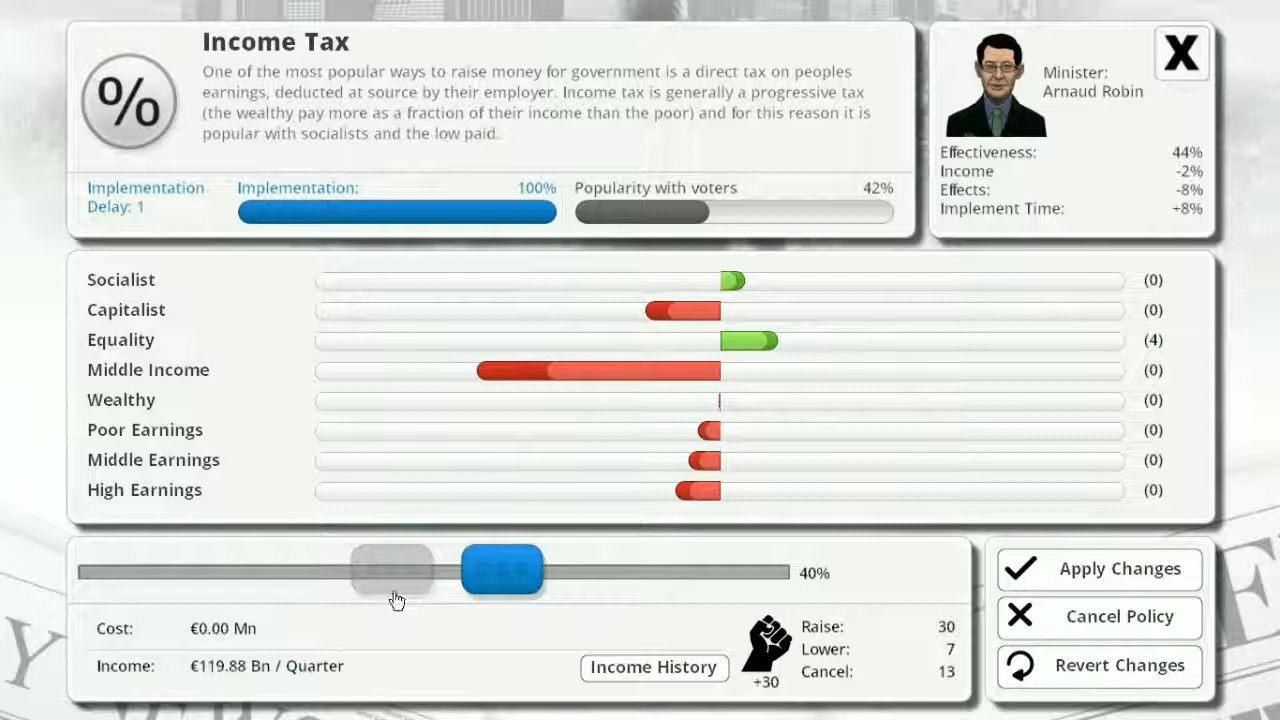 Income Tax
One of the most popular ways to raise money for government is a direct tax on peoples
earnings, deducted at source by their employer. Income tax is generally a progressive tax
(the wealthy pay more as a fraction of their income than the poor) and for this reason it is
popular with socialists and the low paid.
%
Implementation
Delay: 1
Implementation: 100%
Popularity with voters 42%
X
Minister:
Arnaud Robin
Effectiveness: 44%
Income -2%
Effects: -8%
Implement Time: +8%
Socialist (0)
Capitalist (0)
Equality (4)
Middle Income (0)
Wealthy (0)
Poor Earnings (0)
Middle Earnings (0)
High Earnings (0)
40%
Cost: €0.00 Mn
Income: €119.88 Bn / Quarter
Income History
+30
Raise: 30
Lower: 7
Cancel: 13
Apply Changes
Cancel Policy
Revert Changes